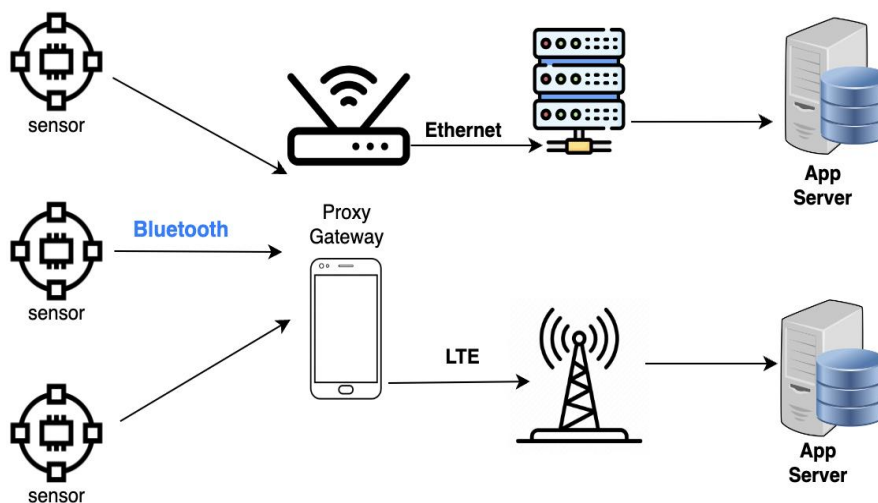 sensor
Ethernet
App
Server
Bluetooth
Proxy
Gateway
sensor
LTE
App
Server
sensor